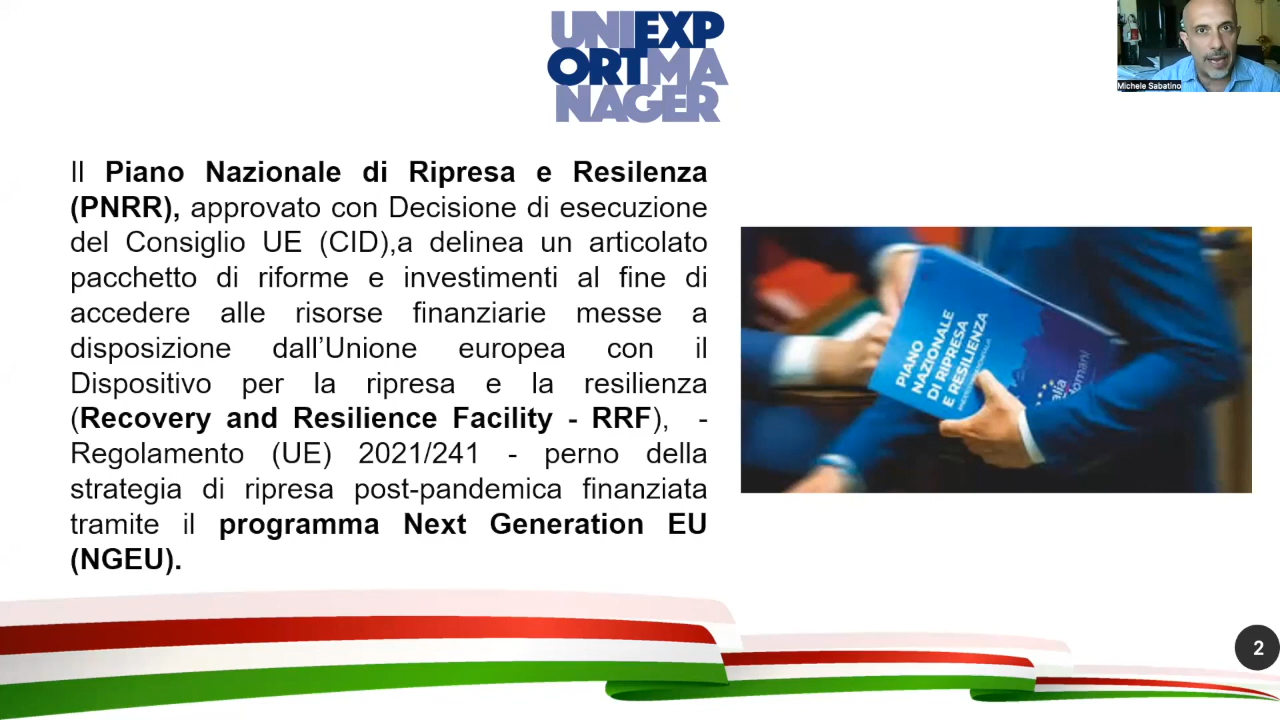 UNIEXP
ORTMA
NAGER
Michele Sabatino
Il Piano Nazionale di Ripresa e Resilenza
(PNRR), approvato con Decisione di esecuzione
del Consiglio UE (CID),a delinea un articolato
pacchetto di riforme e investimenti al fine di
accedere alle risorse finanziarie messe a
disposizione dall’Unione europea con il
Dispositivo per la ripresa e la resilienza
(Recovery and Resilience Facility - RRF), -
Regolamento (UE) 2021/241 - perno della
strategia di ripresa post-pandemica finanziata
tramite il programma Next Generation EU
(NGEU).
PIANO
NAZIONALE
DI RIPRESA
E RESILIENZA
2